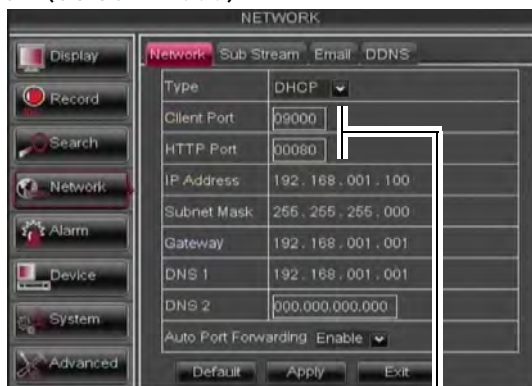 NETWORK
Display
Record
Search
Network
Alarm
Device
System
Advanced
Network Sub Stream Email DDNS
Type DHCP
Client Port 09000
HTTP Port 00080
IP Address 192.168.001.100
Subnet Mask 255.255.255.000
Gateway 192.168.001.001
DNS 1 192.168.001.001
DNS 2 000.000.000.000
Auto Port Forwarding Enable
Default Apply Exit